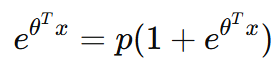 $e^{\theta^T x} = p(1 + e^{\theta^T x})$